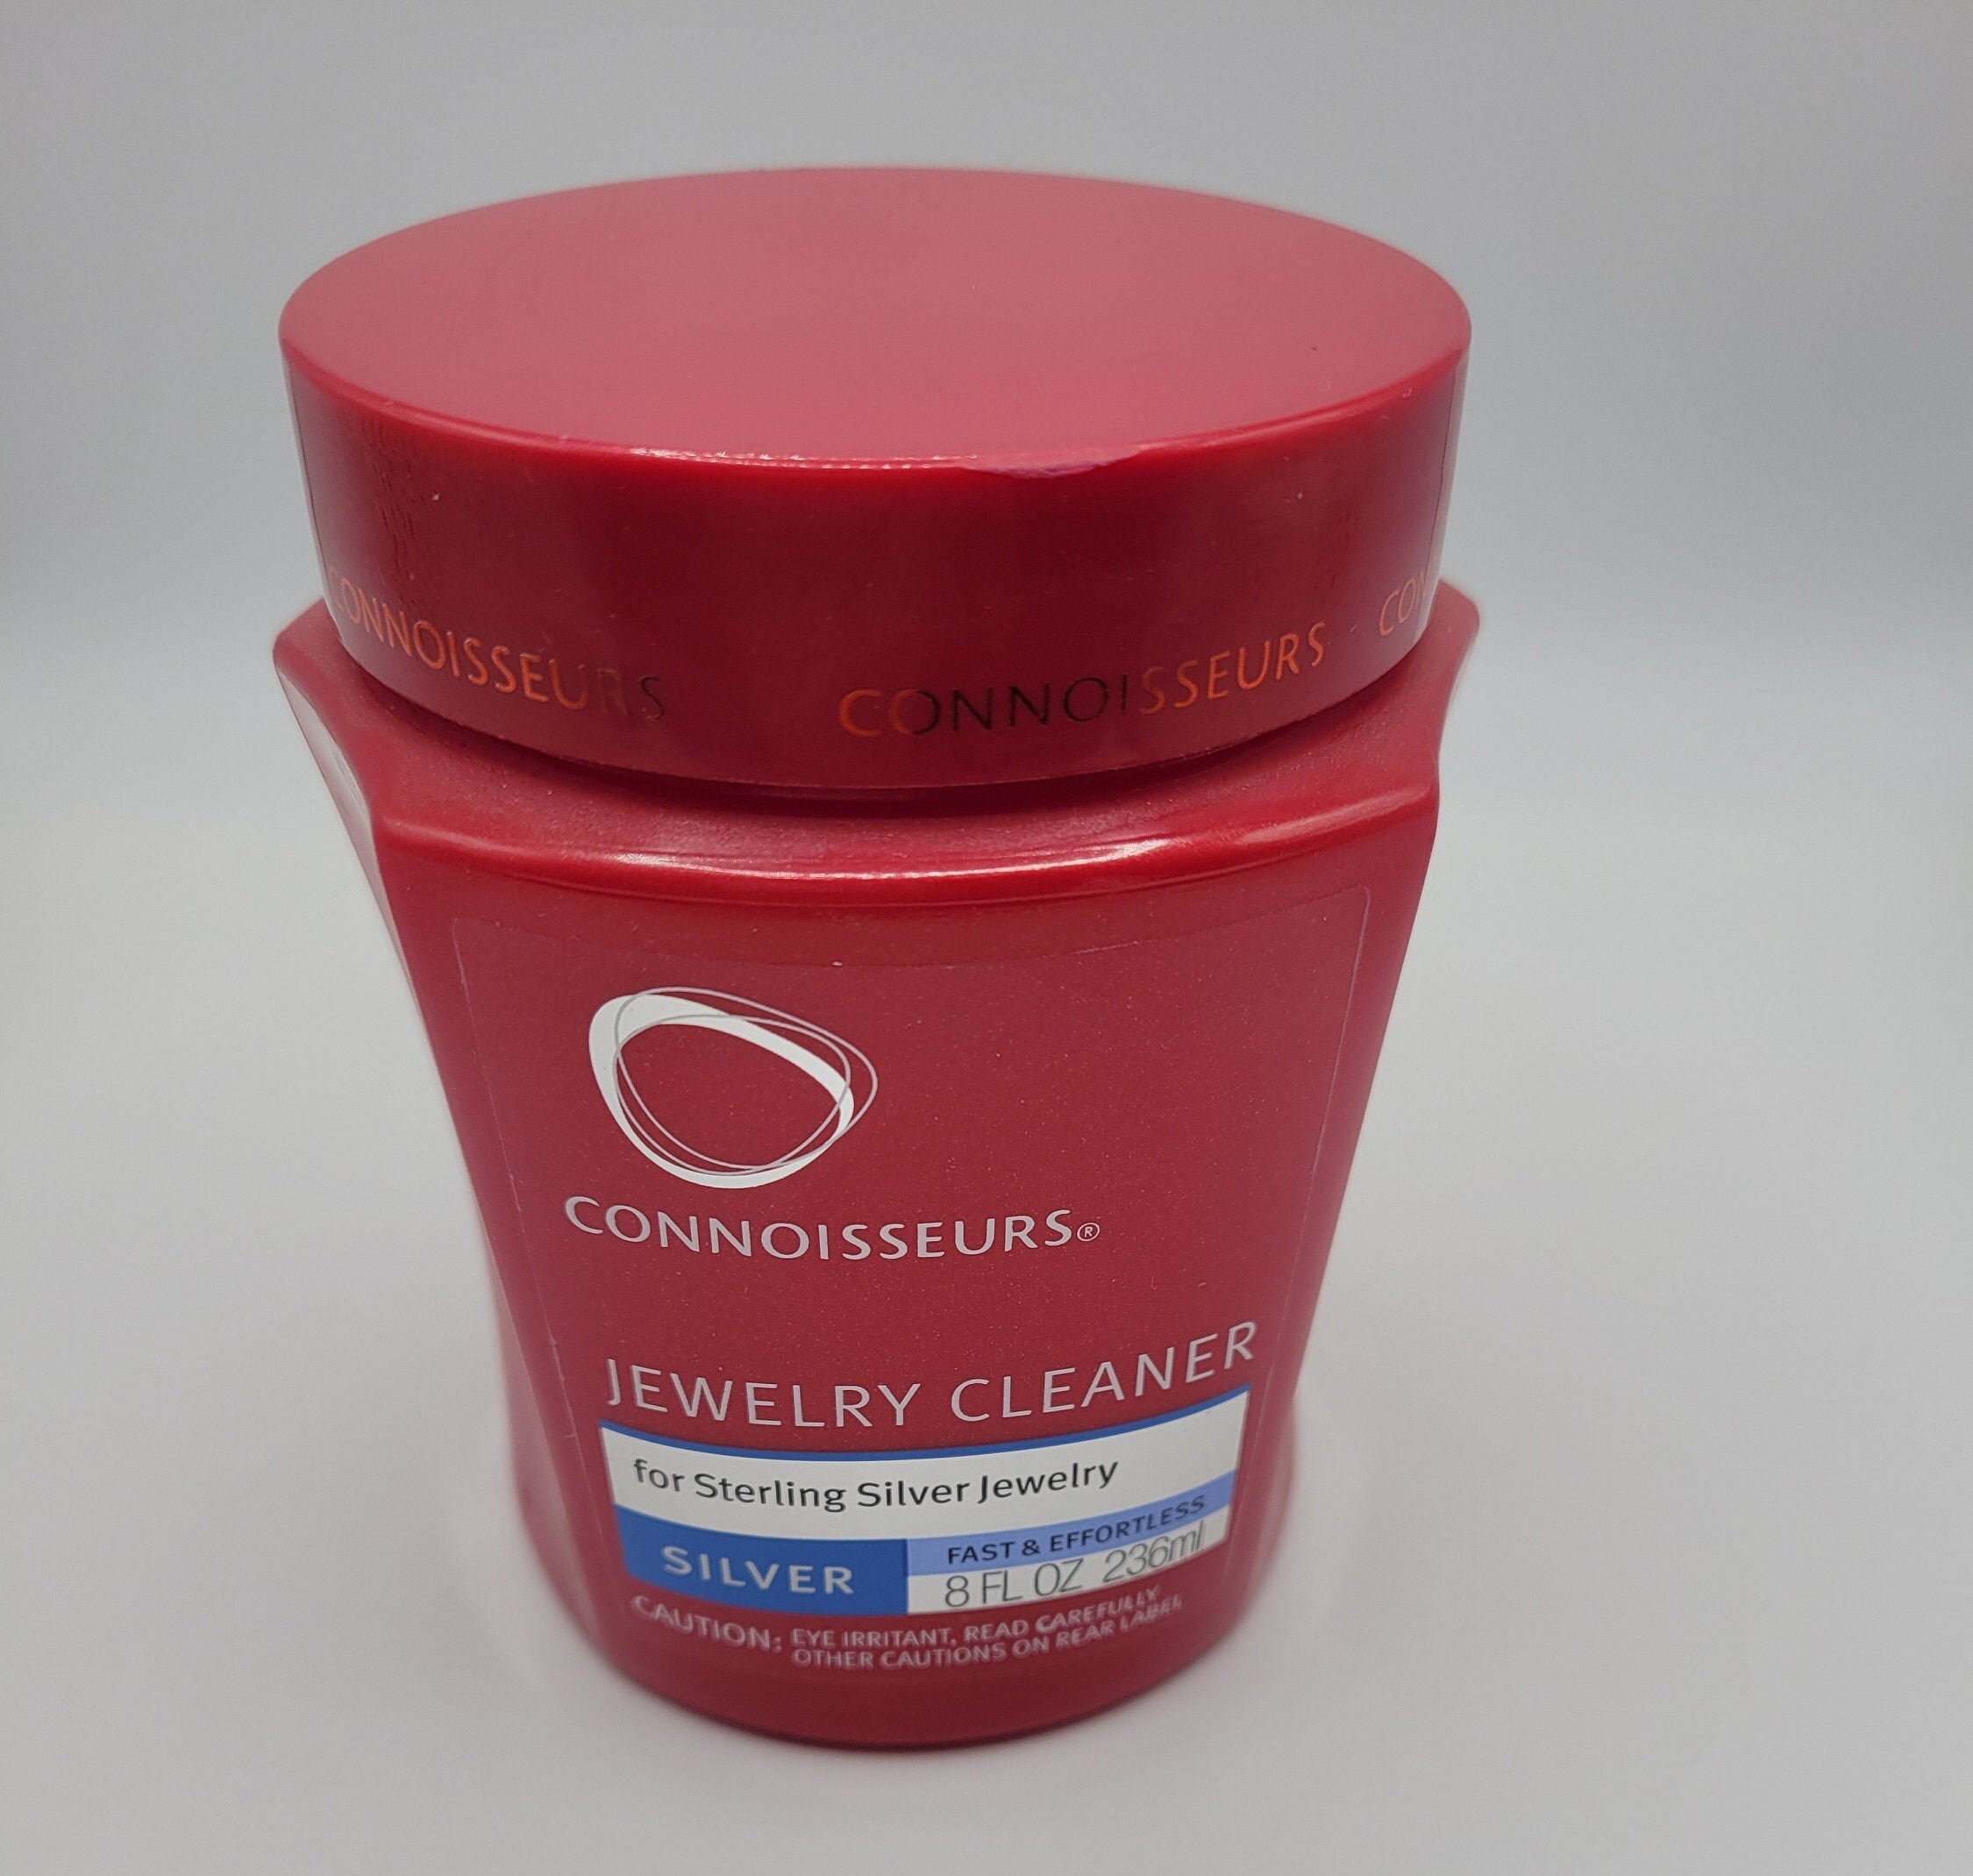 CONNOISSEURS CONNOISSEURS CON
CONNOISSEURS®
JEWELRY CLEANER
for Sterling Silver Jewelry
SILVER
FAST & EFFORTLESS
8 FL OZ 236ml
CAUTION: EYE IRRITANT, READ CAREFULLY
OTHER CAUTIONS ON REAR LABEL